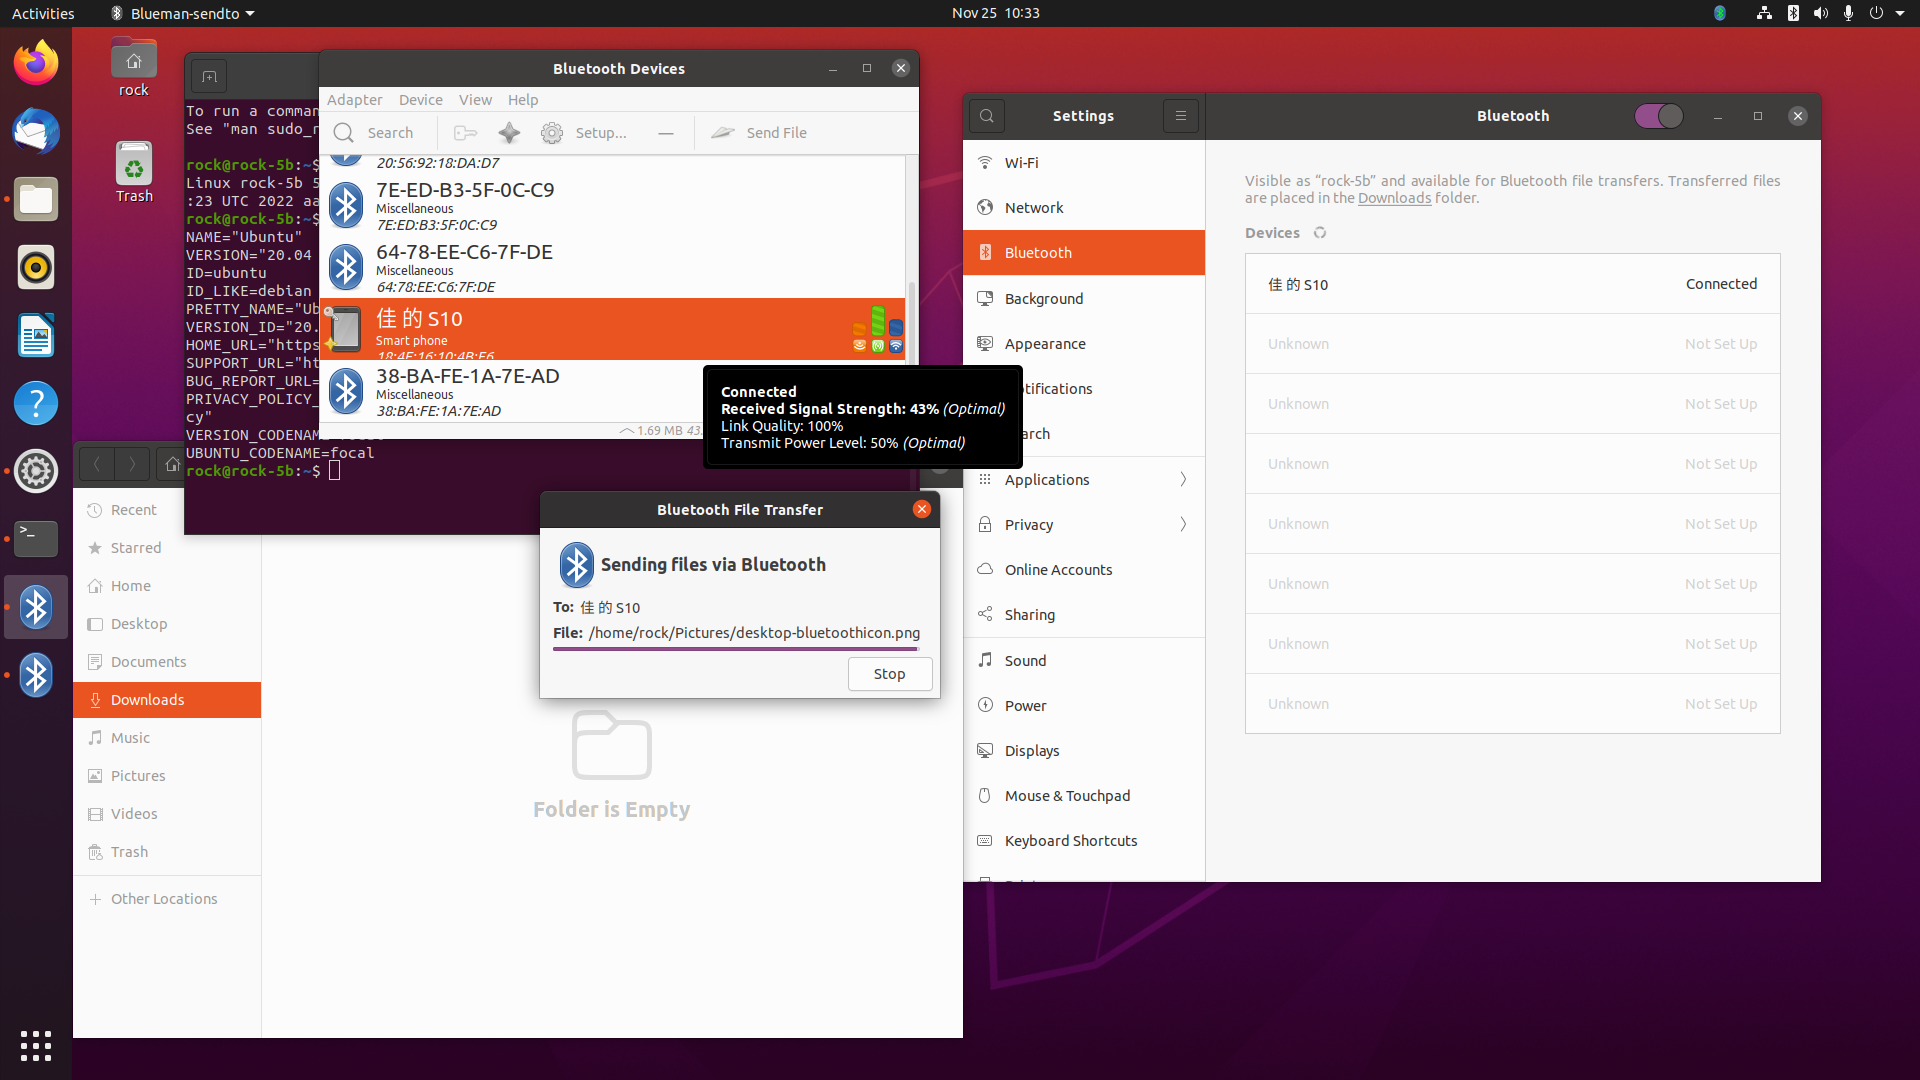 Activities
Blueman-sendto
Nov 25 10:33
rock
Trash
To run a comman
See "man sudo_r
rock@rock-5b:~$
Linux rock-5b 5
:23 UTC 2022 aa
rock@rock-5b:~$
NAME="Ubuntu"
VERSION="20.04
ID=ubuntu
ID_LIKE=debian
PRETTY_NAME="Ub
VERSION_ID="20.
HOME_URL="https
SUPPORT_URL="ht
BUG_REPORT_URL=
PRIVACY_POLICY_
cy"
VERSION_CODENAME
UBUNTU_CODENAME=focal
rock@rock-5b:~$
Bluetooth Devices
Adapter Device View Help
Search Setup... Send File
20:56:92:18:DA:D7
7E-ED-B3-5F-0C-C9
Miscellaneous
7E:ED:B3:5F:0C:C9
64-78-EE-C6-7F-DE
Miscellaneous
64:78:EE:C6:7F:DE
佳 的 S10
Smart phone
18:4E:16:10:4B:E6
38-BA-FE-1A-7E-AD
Miscellaneous
38:BA:FE:1A:7E:AD
1.69 MB 43.
Connected
Received Signal Strength: 43% (Optimal)
Link Quality: 100%
Transmit Power Level: 50% (Optimal)
Bluetooth File Transfer
Sending files via Bluetooth
To: 佳 的 S10
File: /home/rock/Pictures/desktop-bluetoothicon.png
Stop
Recent
Starred
Home
Desktop
Documents
Downloads
Music
Pictures
Videos
Trash
Other Locations
Folder is Empty
Settings
Wi-Fi
Network
Bluetooth
Background
Appearance
otifications
arch
Applications
Privacy
Online Accounts
Sharing
Sound
Power
Displays
Mouse & Touchpad
Keyboard Shortcuts
Bluetooth
Visible as “rock-5b” and available for Bluetooth file transfers. Transferred files
are placed in the Downloads folder.
Devices
佳 的 S10 Connected
Unknown Not Set Up
Unknown Not Set Up
Unknown Not Set Up
Unknown Not Set Up
Unknown Not Set Up
Unknown Not Set Up
Unknown Not Set Up